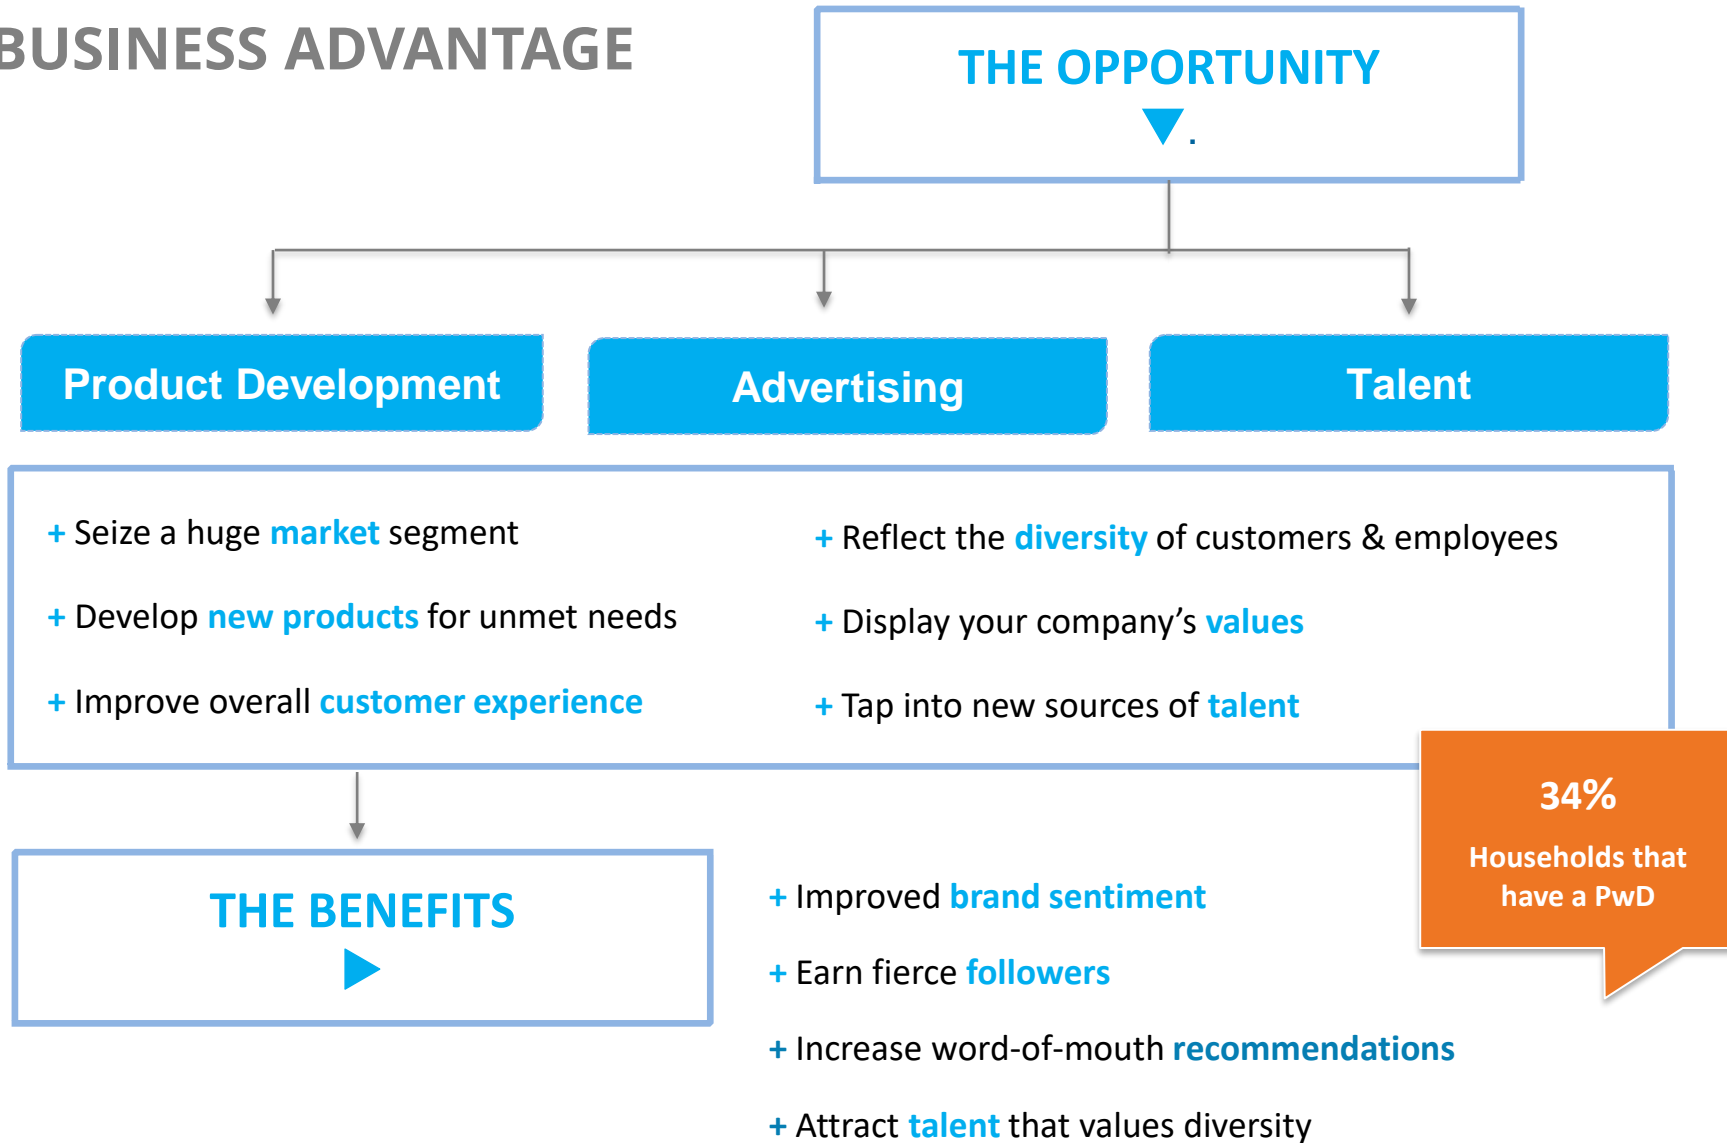 BUSINESS ADVANTAGE
THE OPPORTUNITY
.
Product Development
Advertising
Talent
+ Seize a huge market segment
+ Develop new products for unmet needs
+ Improve overall customer experience
+ Reflect the diversity of customers & employees
+ Display your company’s values
+ Tap into new sources of talent
34%
Households that
have a PwD
THE BENEFITS
+ Improved brand sentiment
+ Earn fierce followers
+ Increase word-of-mouth recommendations
+ Attract talent that values diversity